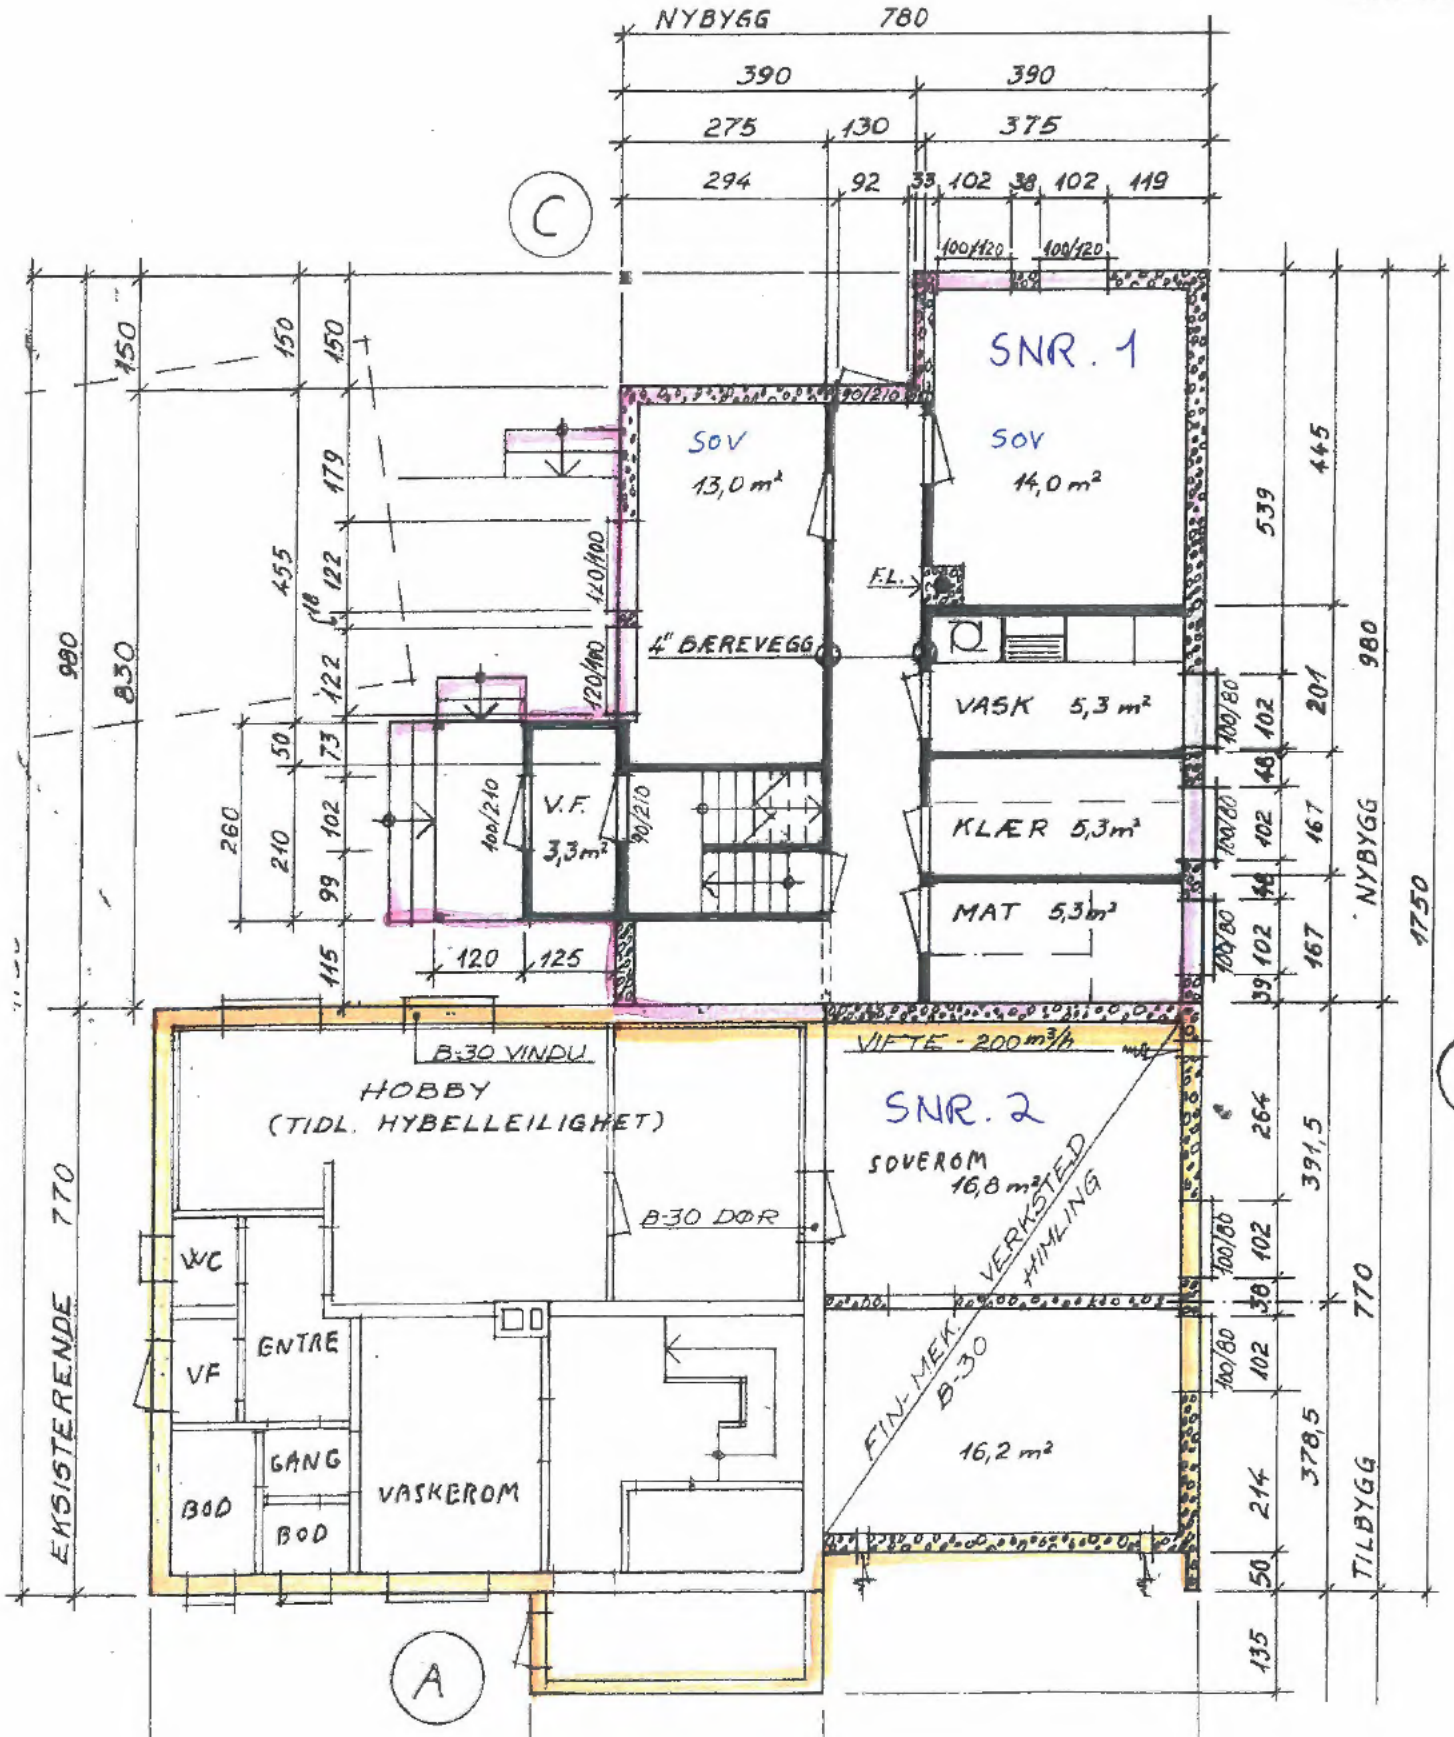 NYBYGG 780
390 390
275 130 375
294 92 33 102 38 102 119
C
100/120 100/120
150 150 150
SNR. 1
90/210
SOV
13,0 m²
SOV
14,0 m²
445
539
179
455
122
18
120/100
F.L.
980
830
4" BÆREVEGG
120/100
122
980
201
VASK 5,3 m²
100/80
102
50
73
48
V.F.
3,3 m²
100/210
90/210
260
210
102
KLÆR 5,3 m²
100/80
102
167
NYBYGG
1750
99
48
MAT 5,3 m²
100/80
102
167
115
120 125
39
B-30 VINDU
VIFTE - 200 m³/h
HOBBY
(TIDL. HYBELLEILIGHET)
SNR. 2
SOVEROM
16,8 m²
264
391,5
B-30 DØR
FIN-MEK. VERKSTED
B-30 HIMLING
EKSISTERENDE 770
WC
100/80
102
38
770
ENTRE
VF
100/80
102
GANG
BOD
BOD
VASKEROM
16,2 m²
378,5
214
TILBYGG
50
A
135